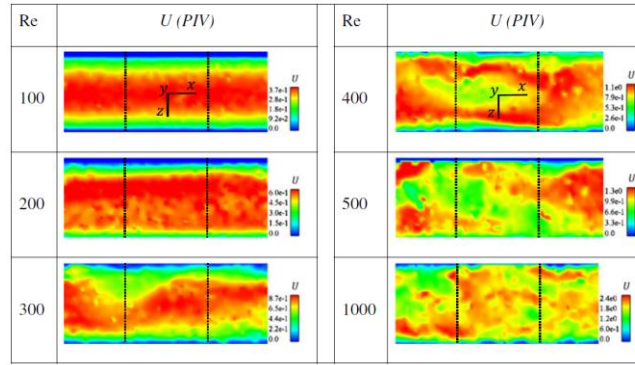 Re U (PIV) Re U (PIV)
100
y x
z
U
3.7e-1
2.8e-1
1.8e-1
9.2e-2
0.0
400
y x
z
U
1.1e0
7.9e-1
5.3e-1
2.6e-1
0.0
200
U
6.0e-1
4.5e-1
3.0e-1
1.5e-1
0.0
500
U
1.3e0
9.9e-1
6.6e-1
3.3e-1
0.0
300
U
8.7e-1
6.5e-1
4.4e-1
2.2e-1
0.0
1000
U
2.4e0
1.8e0
1.2e0
0.0